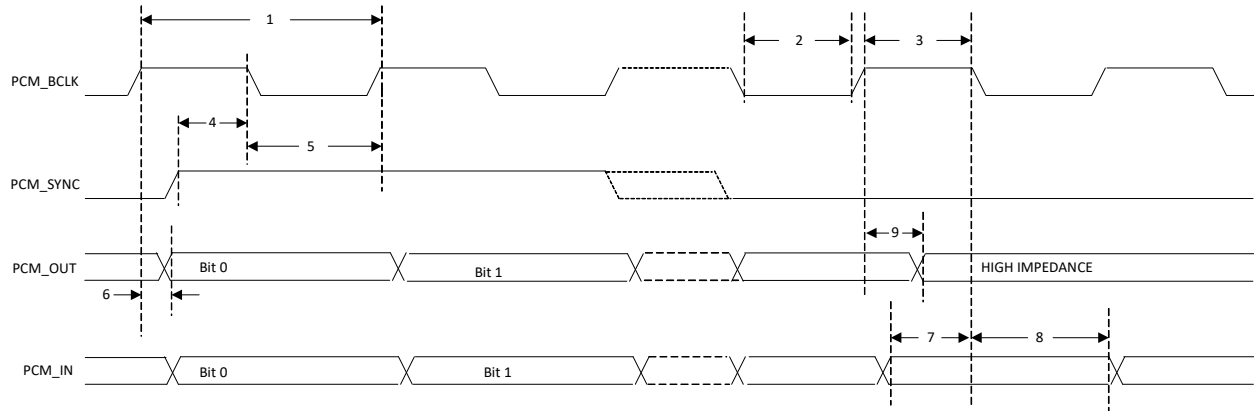 1
2
3
PCM_BCLK
4
5
PCM_SYNC
9
PCM_OUT
Bit 0
Bit 1
HIGH IMPEDANCE
6
7
8
PCM_IN
Bit 0
Bit 1